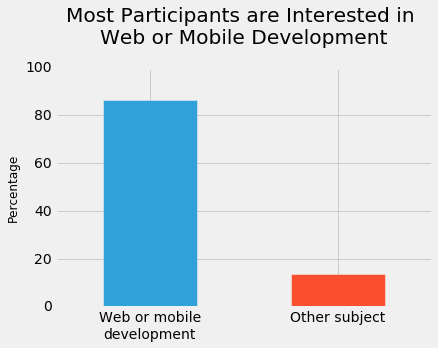 Most Participants are Interested in
Web or Mobile Development
100
80
60
40
20
0
Percentage
Web or mobile
development
Other subject